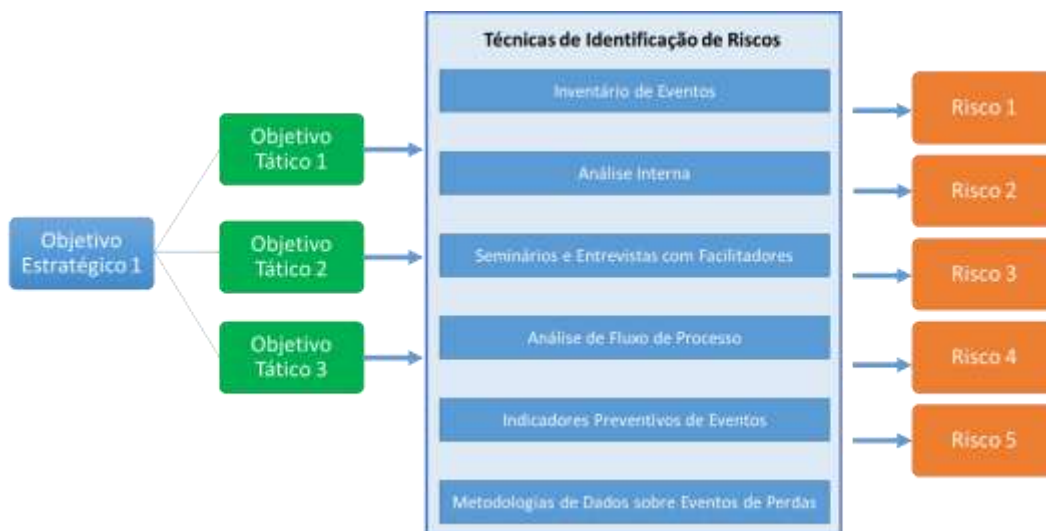 Técnicas de Identificação de Riscos
Inventário de Eventos
Análise Interna
Seminários e Entrevistas com Facilitadores
Análise de Fluxo de Processo
Indicadores Preventivos de Eventos
Metodologias de Dados sobre Eventos de Perdas
Objetivo
Estratégico 1
Objetivo
Tático 1
Objetivo
Tático 2
Objetivo
Tático 3
Risco 1
Risco 2
Risco 3
Risco 4
Risco 5